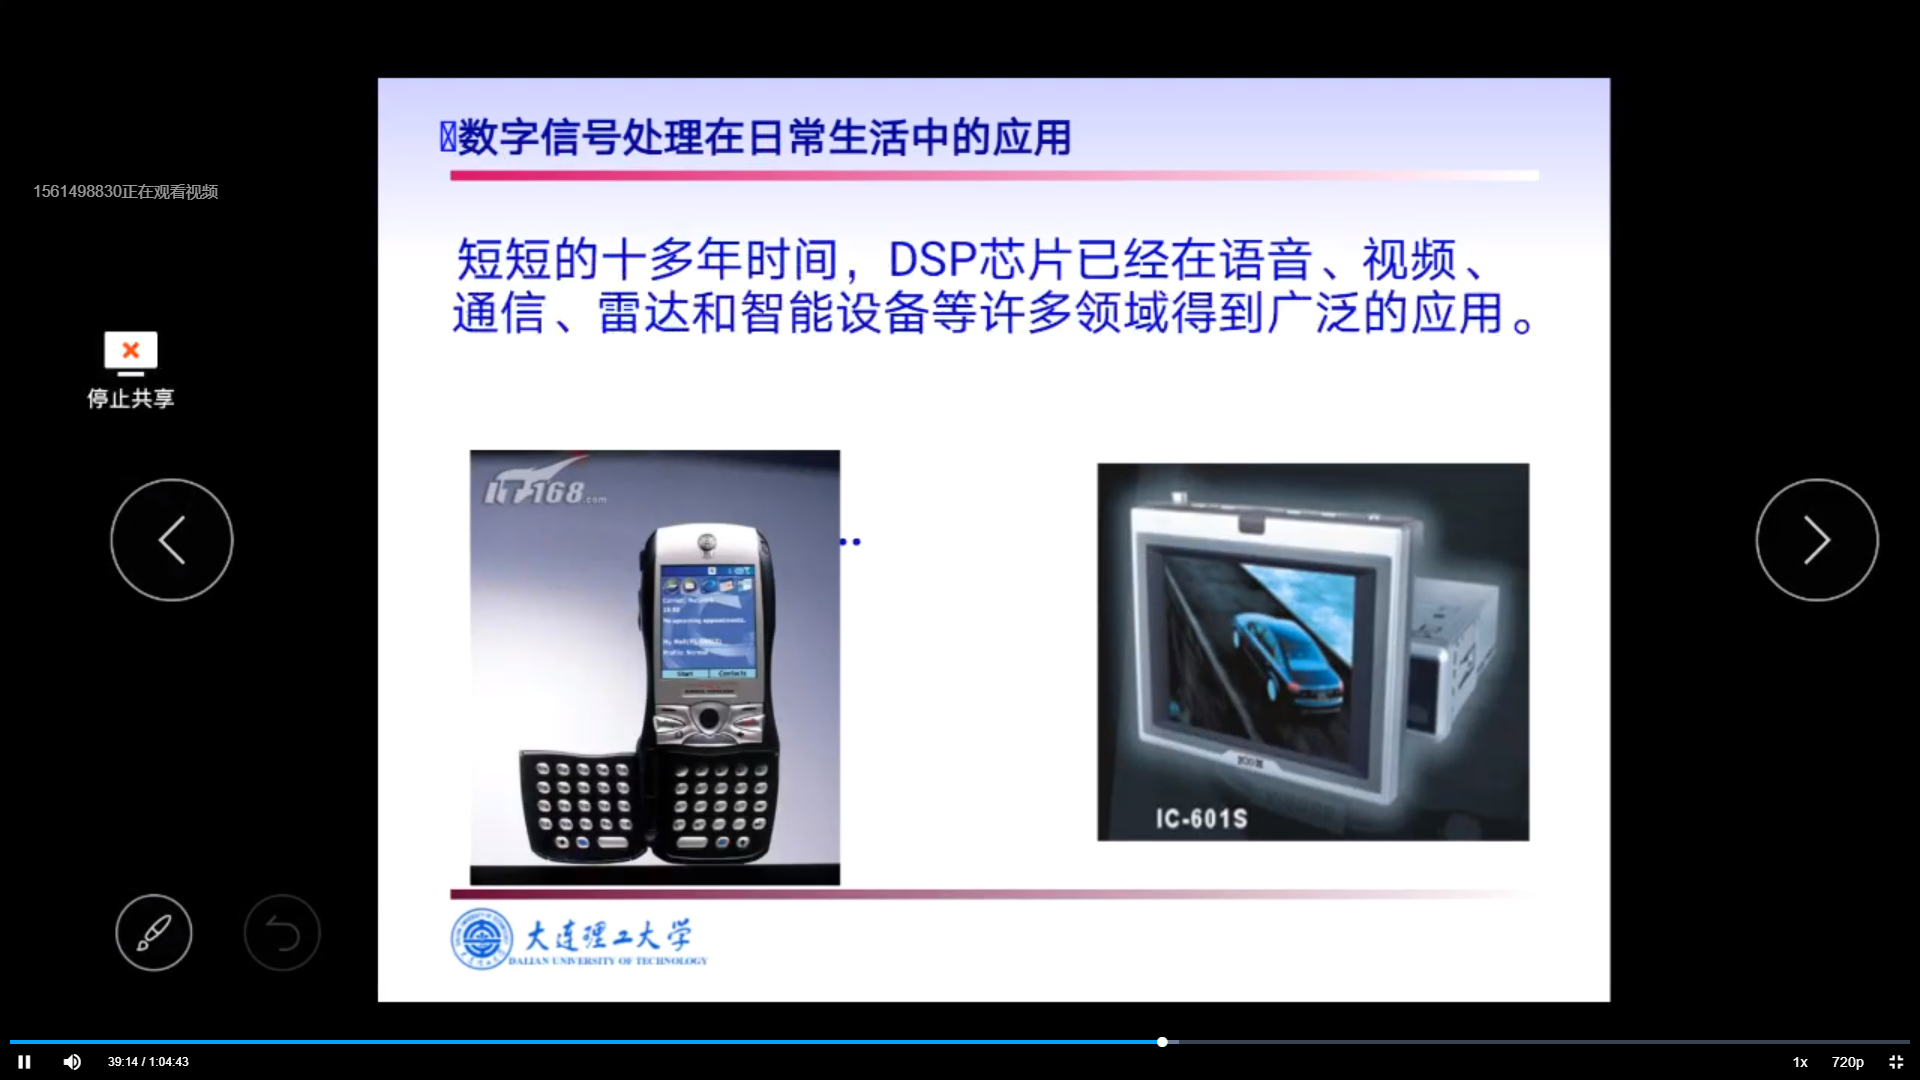 数字信号处理在日常生活中的应用
1561498830正在观看视频
短短的十多年时间，DSP芯片已经在语音、视频、
通信、雷达和智能设备等许多领域得到广泛的应用。
停止共享
IT168.com
Start Contacts
IC-601S
大连理工大学
DALIAN UNIVERSITY OF TECHNOLOGY
39:14 / 1:04:43
1x
720p